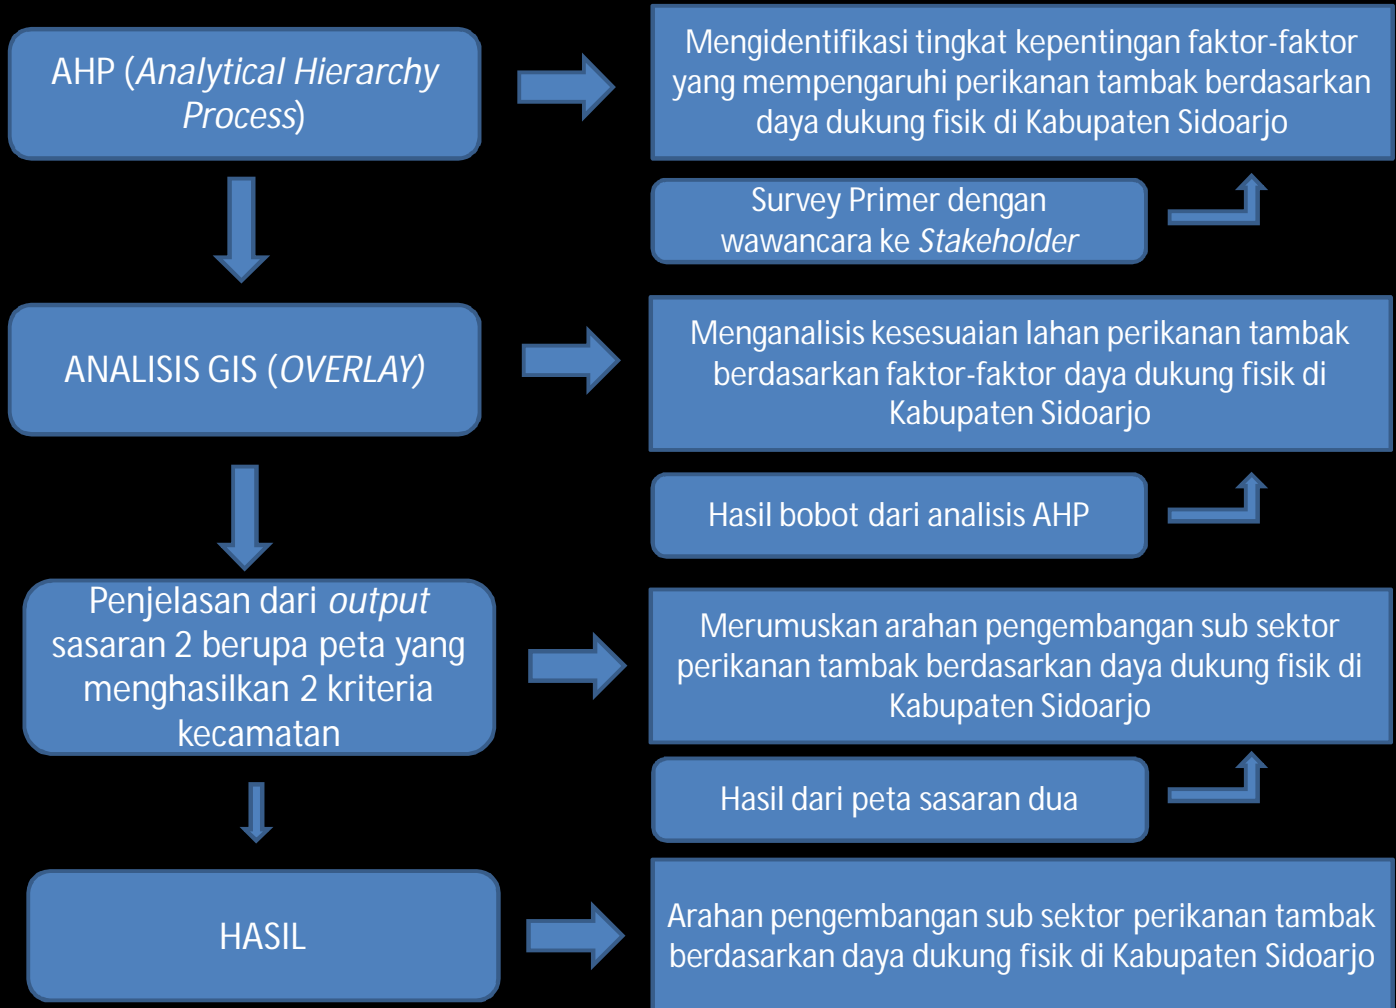 AHP (Analytical Hierarchy
Process)
Mengidentifikasi tingkat kepentingan faktor-faktor
yang mempengaruhi perikanan tambak berdasarkan
daya dukung fisik di Kabupaten Sidoarjo
Survey Primer dengan
wawancara ke Stakeholder
ANALISIS GIS (OVERLAY)
Menganalisis kesesuaian lahan perikanan tambak
berdasarkan faktor-faktor daya dukung fisik di
Kabupaten Sidoarjo
Hasil bobot dari analisis AHP
Penjelasan dari output
sasaran 2 berupa peta yang
menghasilkan 2 kriteria
kecamatan
Merumuskan arahan pengembangan sub sektor
perikanan tambak berdasarkan daya dukung fisik di
Kabupaten Sidoarjo
Hasil dari peta sasaran dua
HASIL
Arahan pengembangan sub sektor perikanan tambak
berdasarkan daya dukung fisik di Kabupaten Sidoarjo